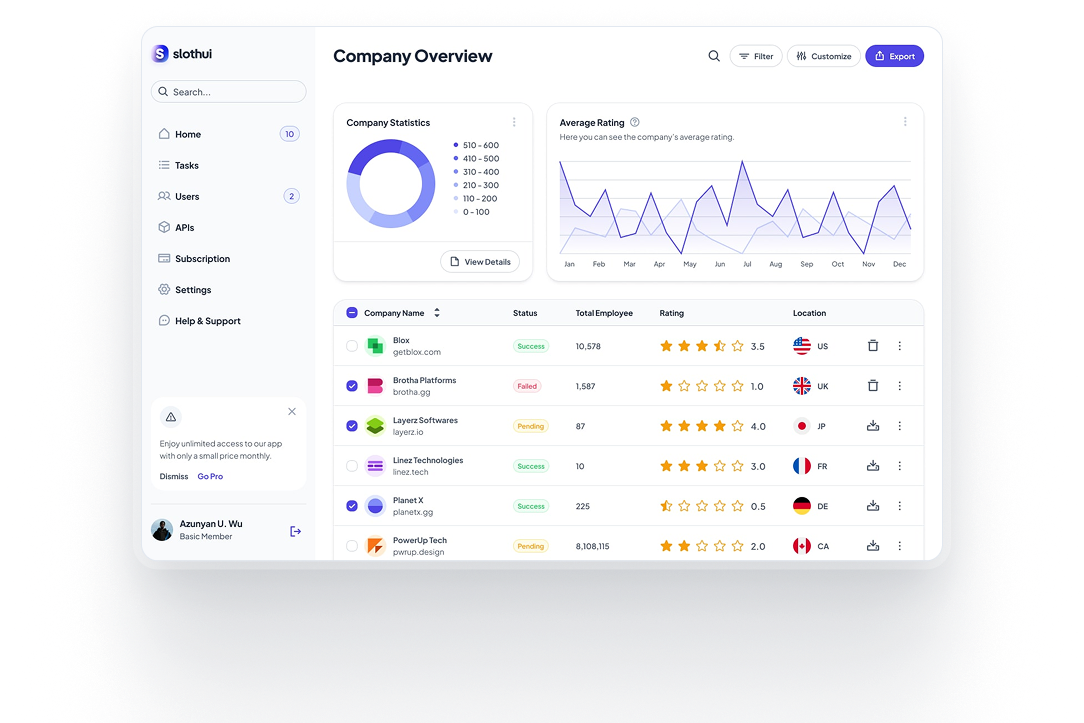 slothui
Search...
Home
10
Tasks
Users
2
APIs
Subscription
Settings
Help & Support
Enjoy unlimited access to our app
with only a small price monthly.
Dismiss Go Pro
Azunyan U. Wu
Basic Member
Company Overview
Filter
Customize
Export
Company Statistics
510 - 600
410 - 500
310 - 400
210 - 300
110 - 200
0 - 100
View Details
Average Rating
Here you can see the company's average rating.
Jan Feb Mar Apr May Jun Jul Aug Sep Oct Nov Dec
Company Name Status Total Employee Rating Location
Blox
getblox.com
Success 10,578 3.5 US
Brotha Platforms
brotha.gg
Failed 1,587 1.0 UK
Layerz Softwares
layerz.io
Pending 87 4.0 JP
Linez Technologies
linez.tech
Success 10 3.0 FR
Planet X
planetx.gg
Success 225 0.5 DE
PowerUp Tech
pwrup.design
Pending 8,108,115 2.0 CA